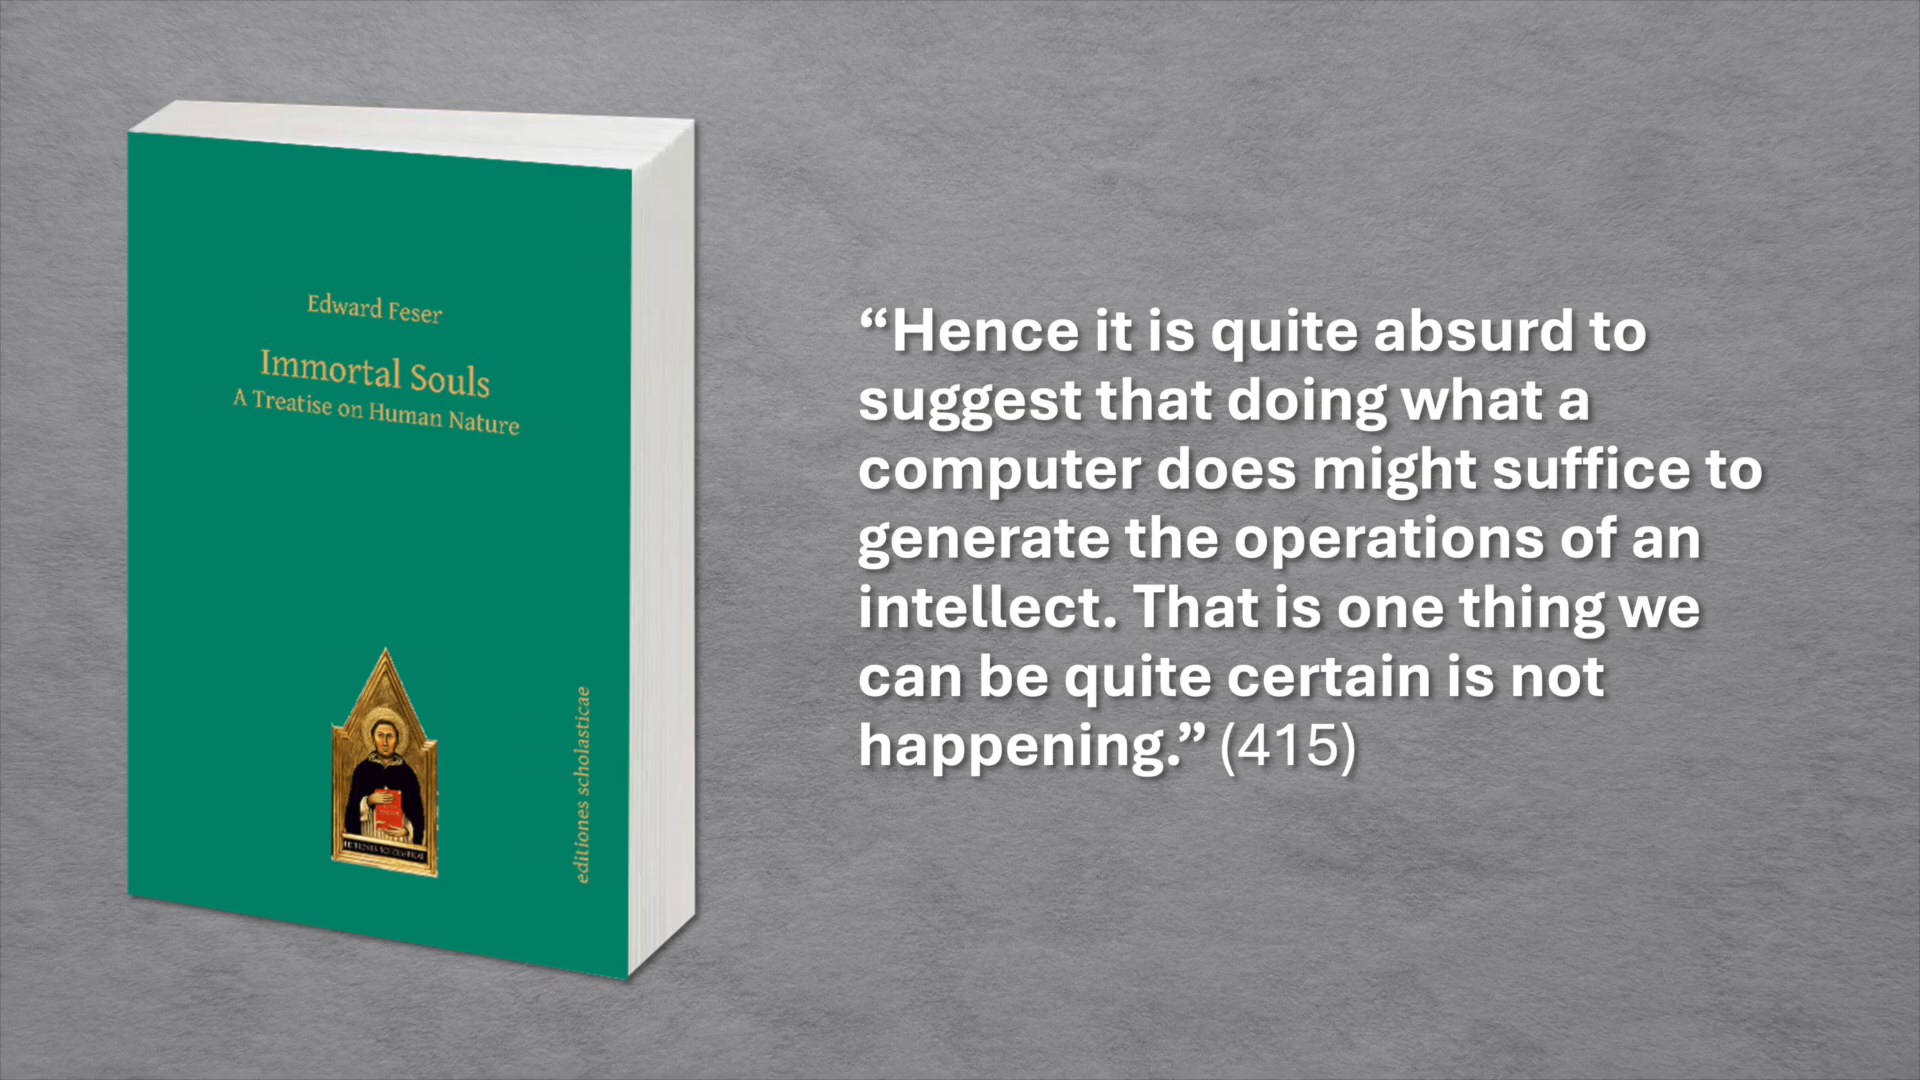 Edward Feser
Immortal Souls
A Treatise on Human Nature
editiones scholasticae
“Hence it is quite absurd to
suggest that doing what a
computer does might suffice to
generate the operations of an
intellect. That is one thing we
can be quite certain is not
happening.” (415)